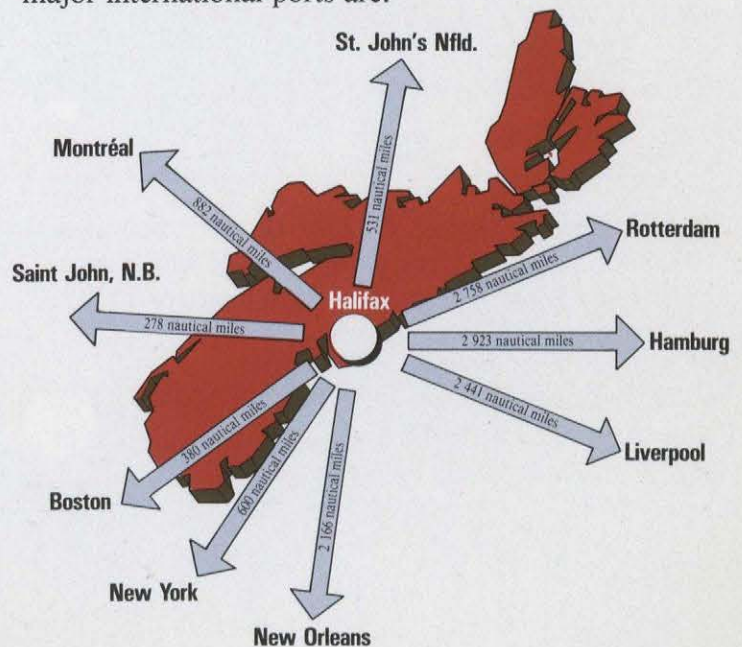 major international ports are:
St. John's Nfld.
Montréal
882 nautical miles
531 nautical miles
Rotterdam
2 758 nautical miles
Saint John, N.B.
278 nautical miles
Halifax
2 923 nautical miles
Hamburg
2 441 nautical miles
Liverpool
380 nautical miles
Boston
600 nautical miles
New York
2 166 nautical miles
New Orleans